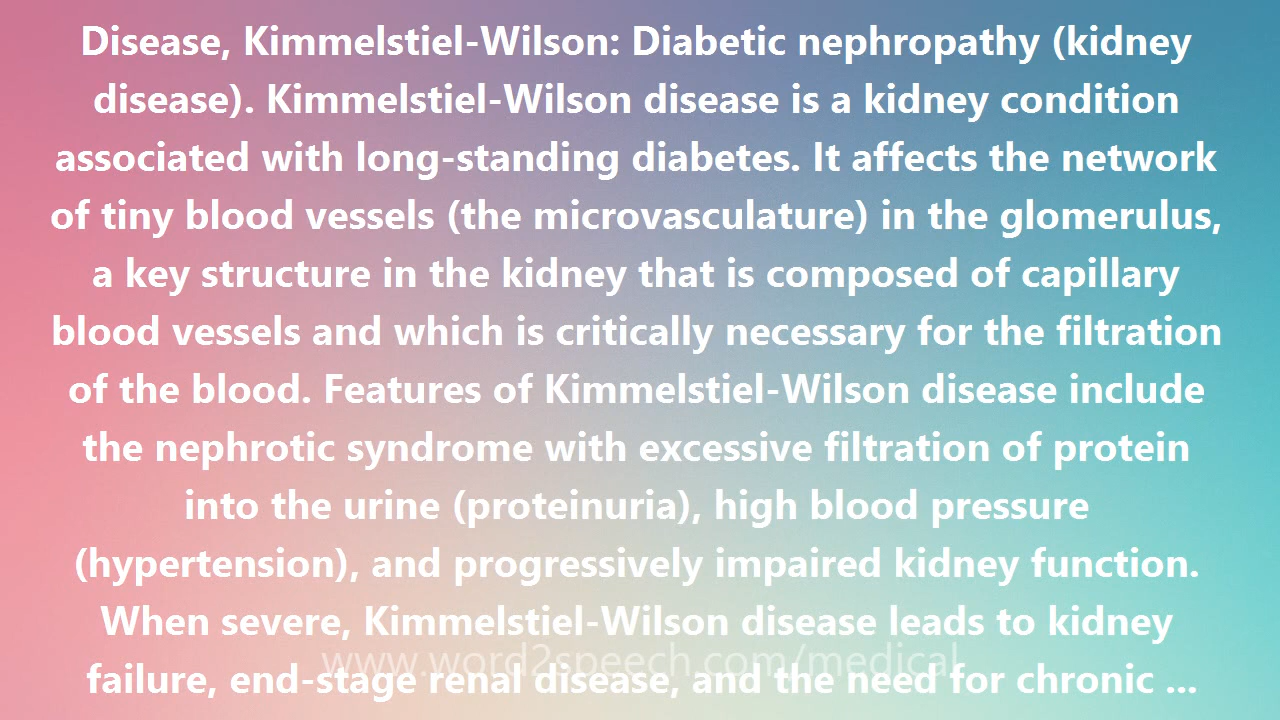 Disease, Kimmelstiel-Wilson: Diabetic nephropathy (kidney
disease). Kimmelstiel-Wilson disease is a kidney condition
associated with long-standing diabetes. It affects the network
of tiny blood vessels (the microvasculature) in the glomerulus,
a key structure in the kidney that is composed of capillary
blood vessels and which is critically necessary for the filtration
of the blood. Features of Kimmelstiel-Wilson disease include
the nephrotic syndrome with excessive filtration of protein
into the urine (proteinuria), high blood pressure
(hypertension), and progressively impaired kidney function.
When severe, Kimmelstiel-Wilson disease leads to kidney
www.word2speech.com/medical
failure, end-stage renal disease, and the need for chronic ...